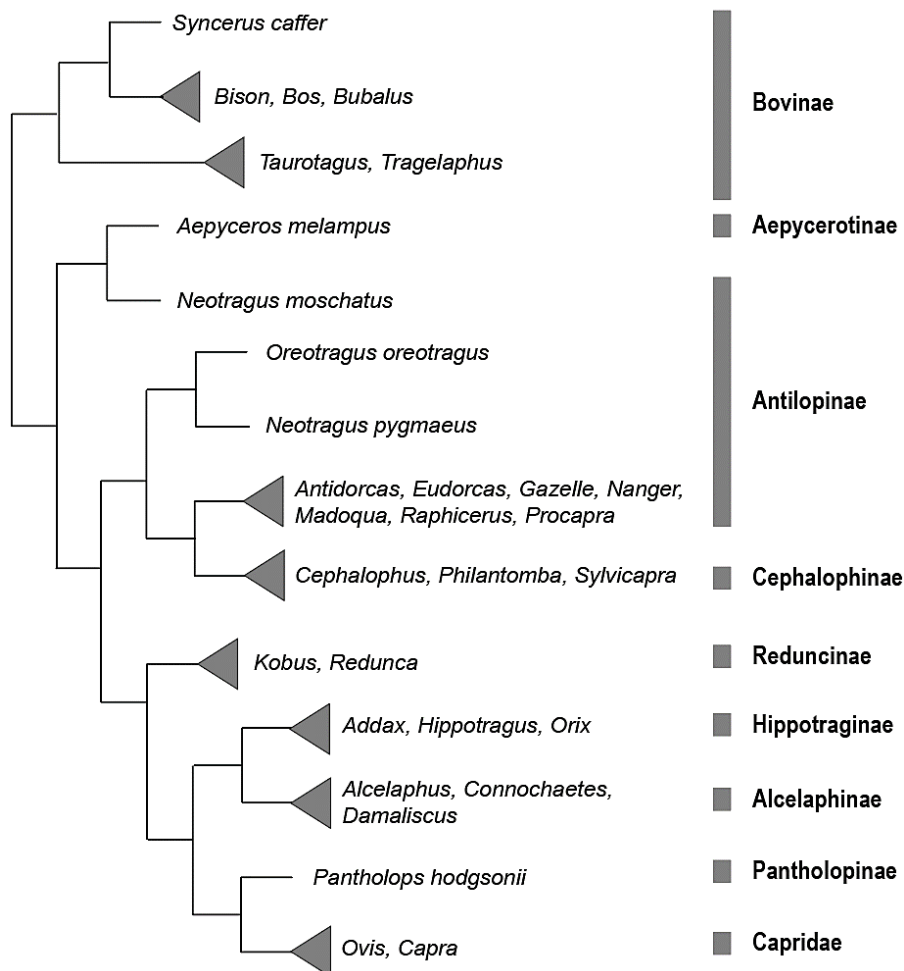 Syncerus caffer
Bison, Bos, Bubalus
Bovinae
Taurotagus, Tragelaphus
Aepyceros melampus
Aepycerotinae
Neotragus moschatus
Oreotragus oreotragus
Antilopinae
Neotragus pygmaeus
Antidorcas, Eudorcas, Gazelle, Nanger,
Madoqua, Raphicerus, Procapra
Cephalophus, Philantomba, Sylvicapra
Cephalophinae
Kobus, Redunca
Reduncinae
Addax, Hippotragus, Orix
Hippotraginae
Alcelaphus, Connochaetes,
Damaliscus
Alcelaphinae
Pantholops hodgsonii
Pantholopinae
Ovis, Capra
Capridae